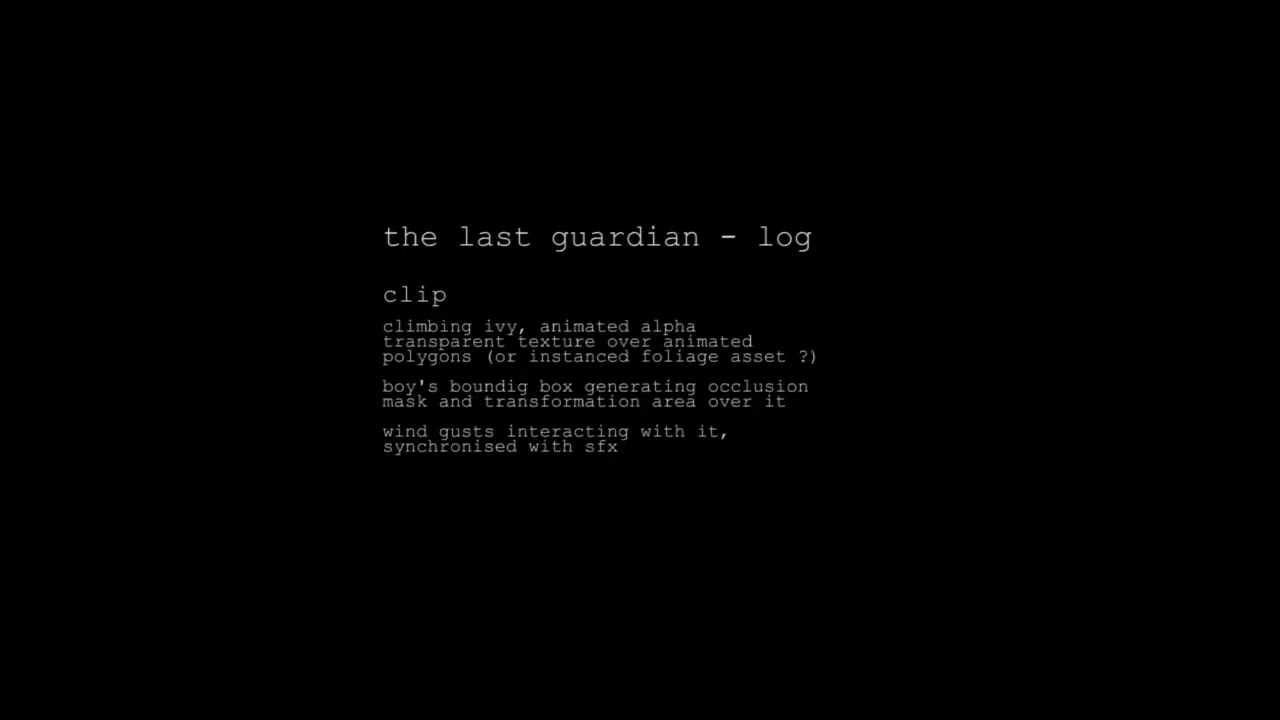 the last guardian - log
clip
climbing ivy, animated alpha
transparent texture over animated
polygons (or instanced foliage asset ?)
boy's boundig box generating occlusion
mask and transformation area over it
wind gusts interacting with it,
synchronised with sfx